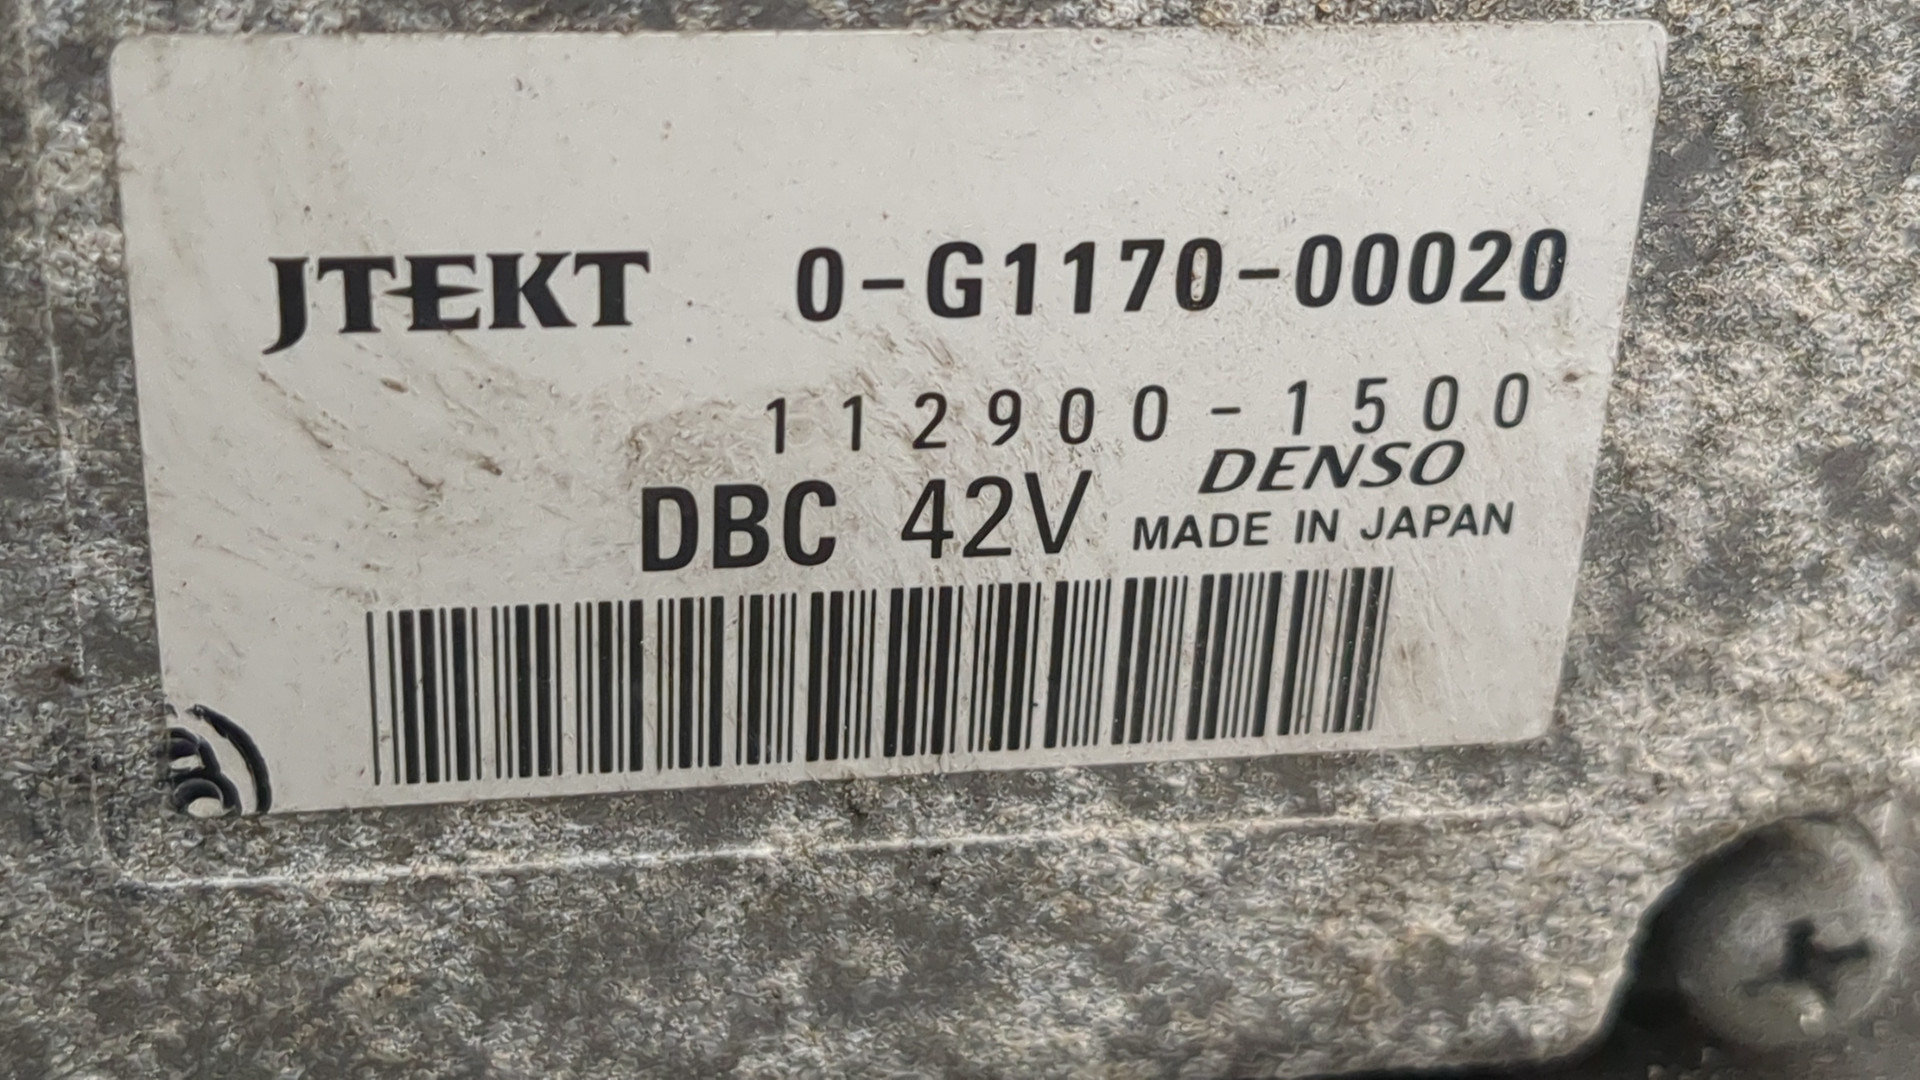 JTEKT 0-G1170-00020
112900-1500
DENSO
DBC 42V MADE IN JAPAN